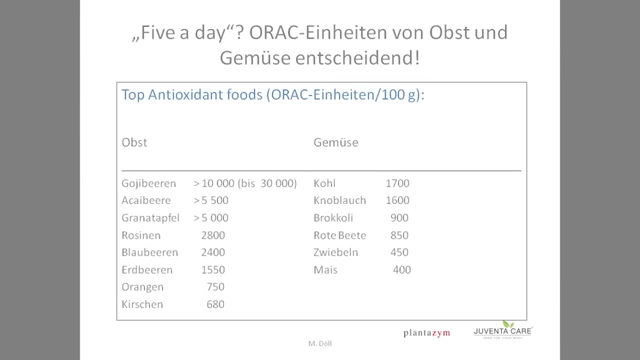 „Five a day“? ORAC-Einheiten von Obst und
Gemüse entscheidend!
Top Antioxidant foods (ORAC-Einheiten/100 g):
Obst Gemüse
Gojibeeren > 10 000 (bis 30 000) Kohl 1700
Acaibeere > 5 500 Knoblauch 1600
Granatapfel > 5 000 Brokkoli 900
Rosinen 2800 Rote Beete 850
Blaubeeren 2400 Zwiebeln 450
Erdbeeren 1550 Mais 400
Orangen 750
Kirschen 680
plantazym JUVENTA CARE
M. Doll